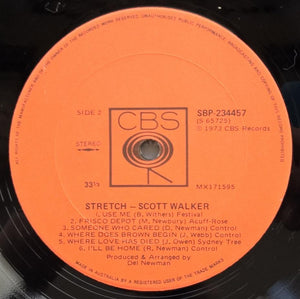 ALL RIGHTS OF THE MANUFACTURER AND OF THE OWNER OF THE RECORDED WORK RESERVED. UNAUTHORISED PUBLIC PERFORMANCE, BROADCASTING AND COPYING OF THIS RECORD PROHIBITED
CBS
SIDE 2
SBP-234457
(S 65725)
STEREO
℗ 1973 CBS Records
33⅓
MX171595
STRETCH – SCOTT WALKER
1. USE ME (B. Withers) Festival
2. FRISCO DEPOT (M. Newbury) Acuff-Rose
3. SOMEONE WHO CARED (D. Newman) Control
4. WHERE DOES BROWN BEGIN (J. Webb) Control
5. WHERE LOVE HAS DIED (J. Owen) Sydney Tree
6. I'LL BE HOME (R. Newman) Control
Produced & Arranged by
Del Newman
MADE IN AUSTRALIA BY A REGISTERED USER OF THE TRADE MARKS